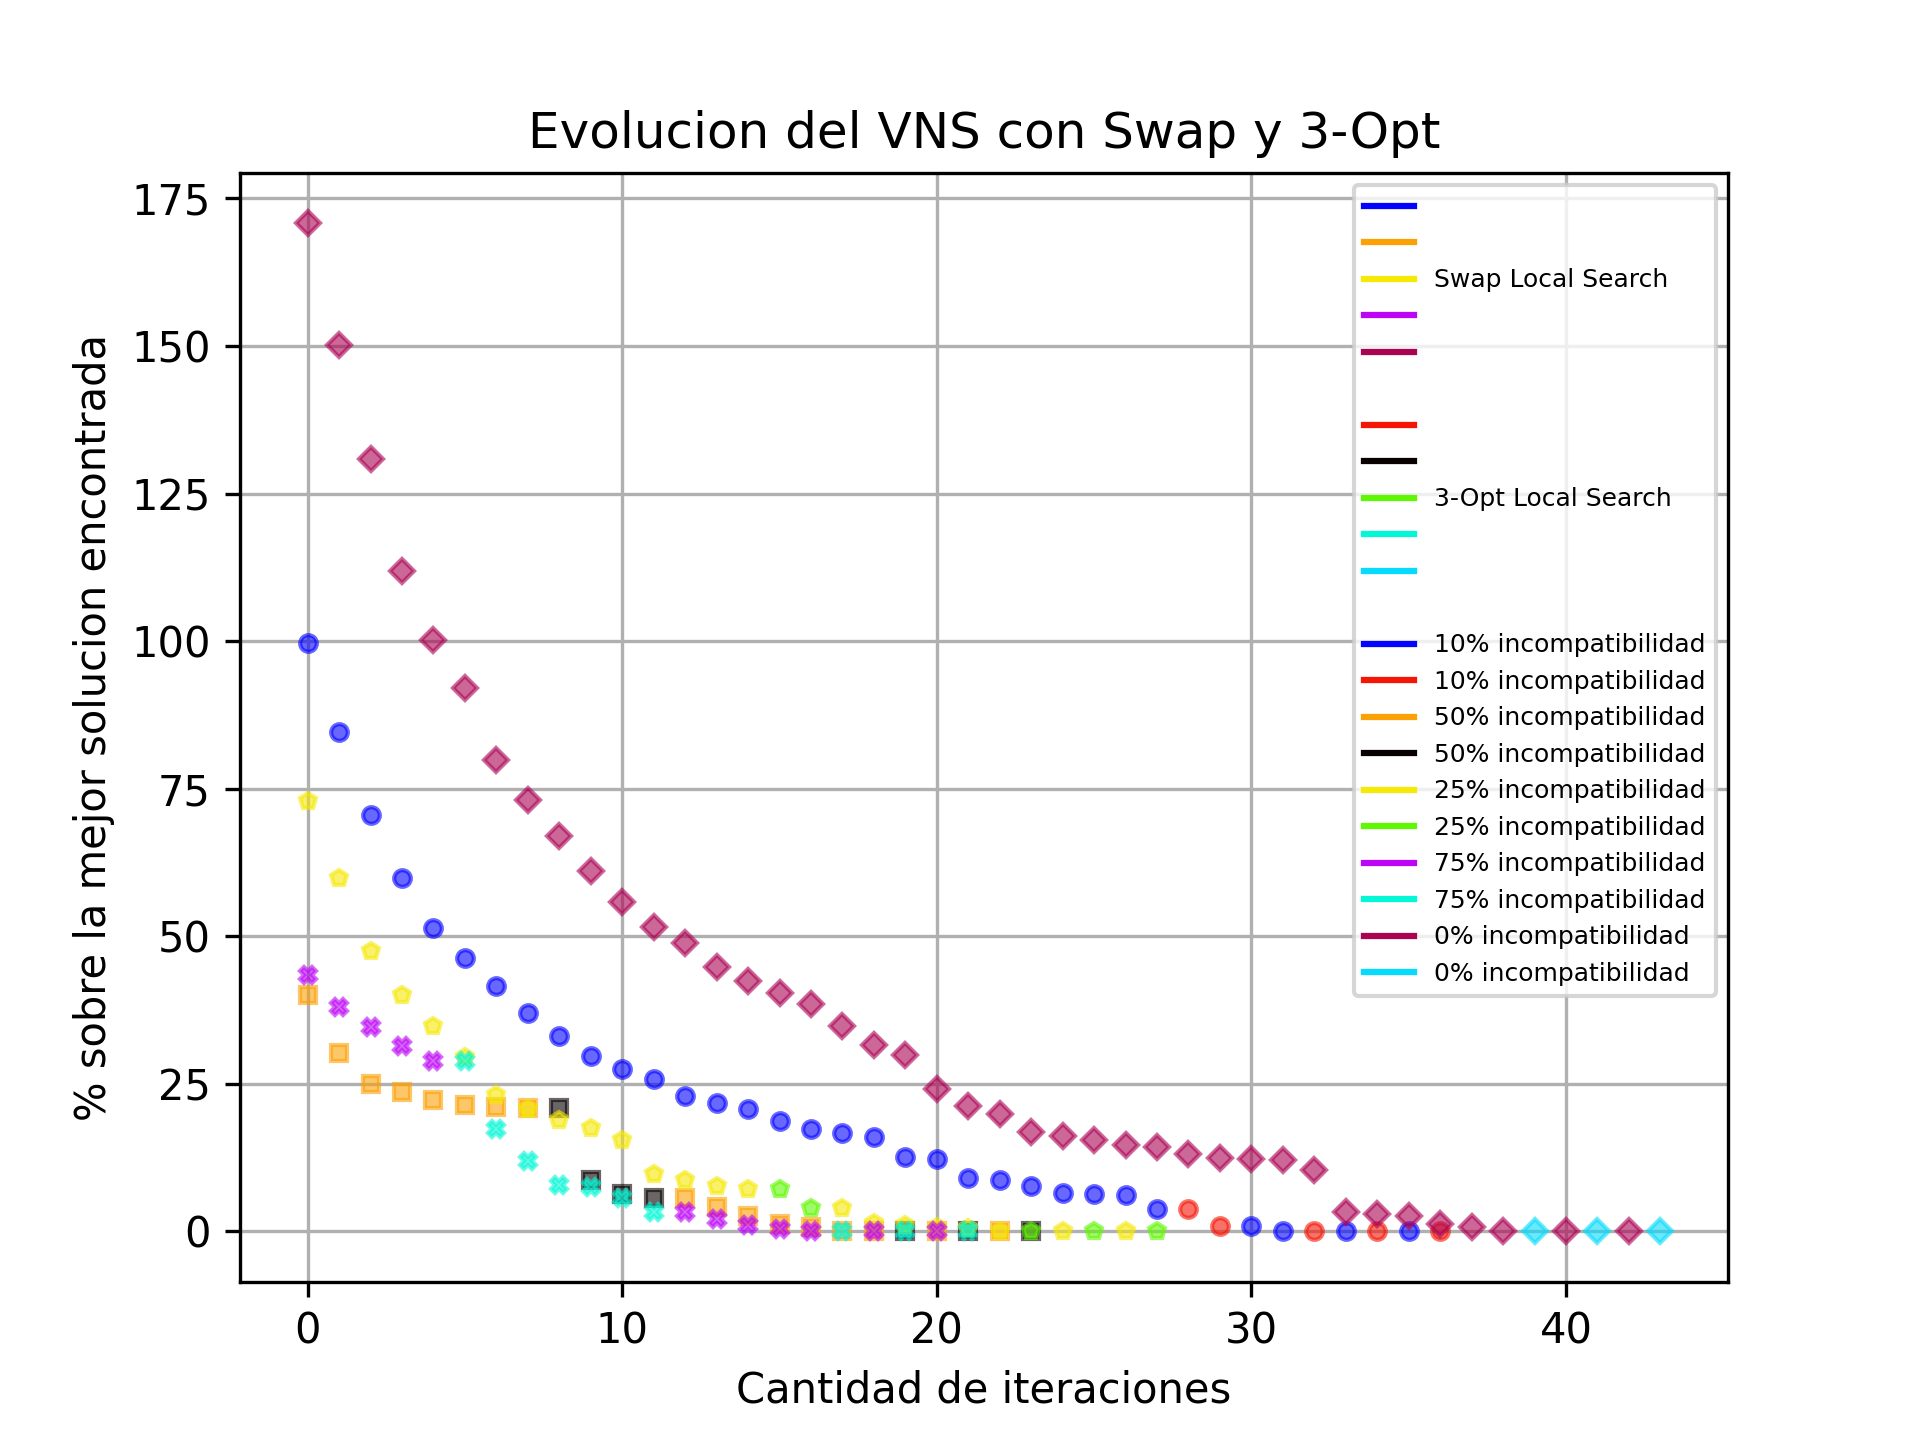 Evolucion del VNS con Swap y 3-Opt
% sobre la mejor solucion encontrada
175
150
125
100
75
50
25
0
Swap Local Search
3-Opt Local Search
10% incompatibilidad
10% incompatibilidad
50% incompatibilidad
50% incompatibilidad
25% incompatibilidad
25% incompatibilidad
75% incompatibilidad
75% incompatibilidad
0% incompatibilidad
0% incompatibilidad
0 10 20 30 40
Cantidad de iteraciones